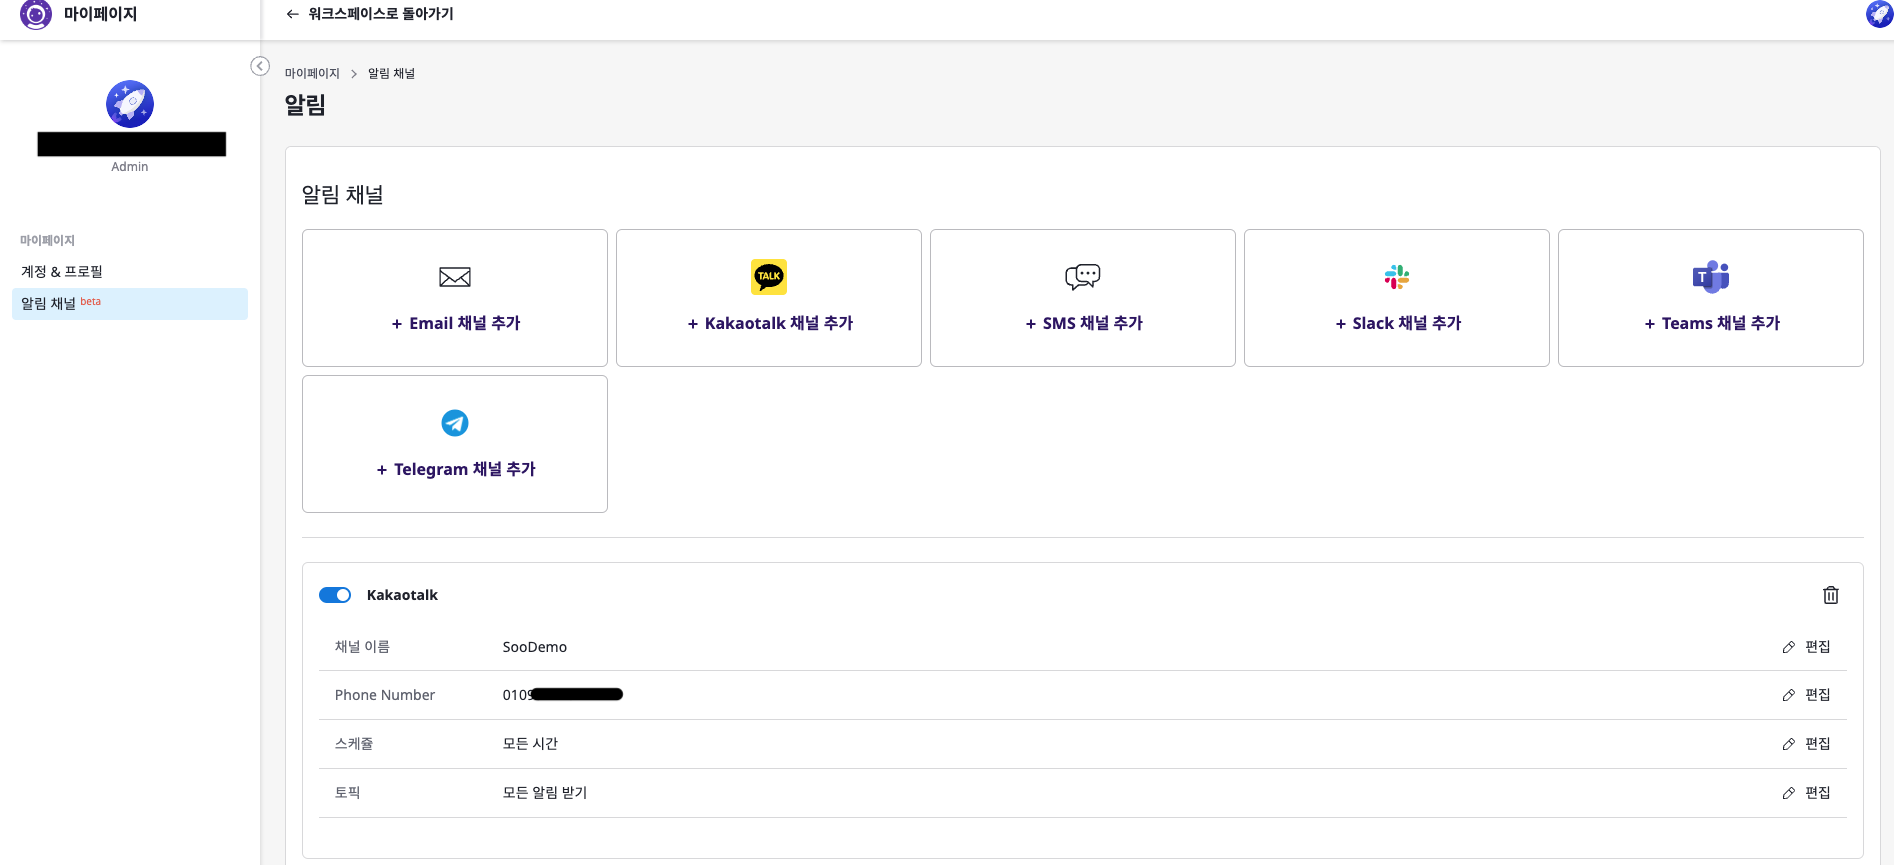 마이페이지
← 워크스페이스로 돌아가기
Admin
마이페이지
계정 & 프로필
알림 채널 beta
마이페이지 > 알림 채널
알림
알림 채널
+ Email 채널 추가
TALK
+ Kakaotalk 채널 추가
+ SMS 채널 추가
+ Slack 채널 추가
T
+ Teams 채널 추가
+ Telegram 채널 추가
Kakaotalk
채널 이름 SooDemo 편집
Phone Number 0109 편집
스케쥴 모든 시간 편집
토픽 모든 알림 받기 편집